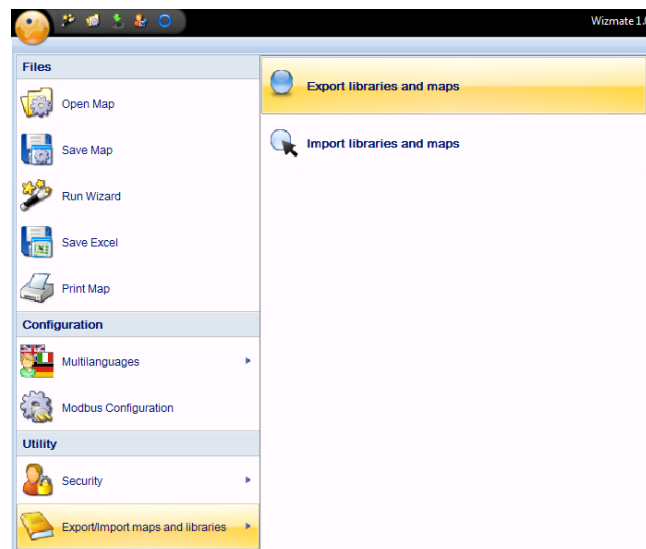 Wizmate 1.
Files
Open Map
Save Map
Run Wizard
Save Excel
Print Map
Configuration
Multilanguages
Modbus Configuration
Utility
Security
Export/Import maps and libraries
Export libraries and maps
Import libraries and maps